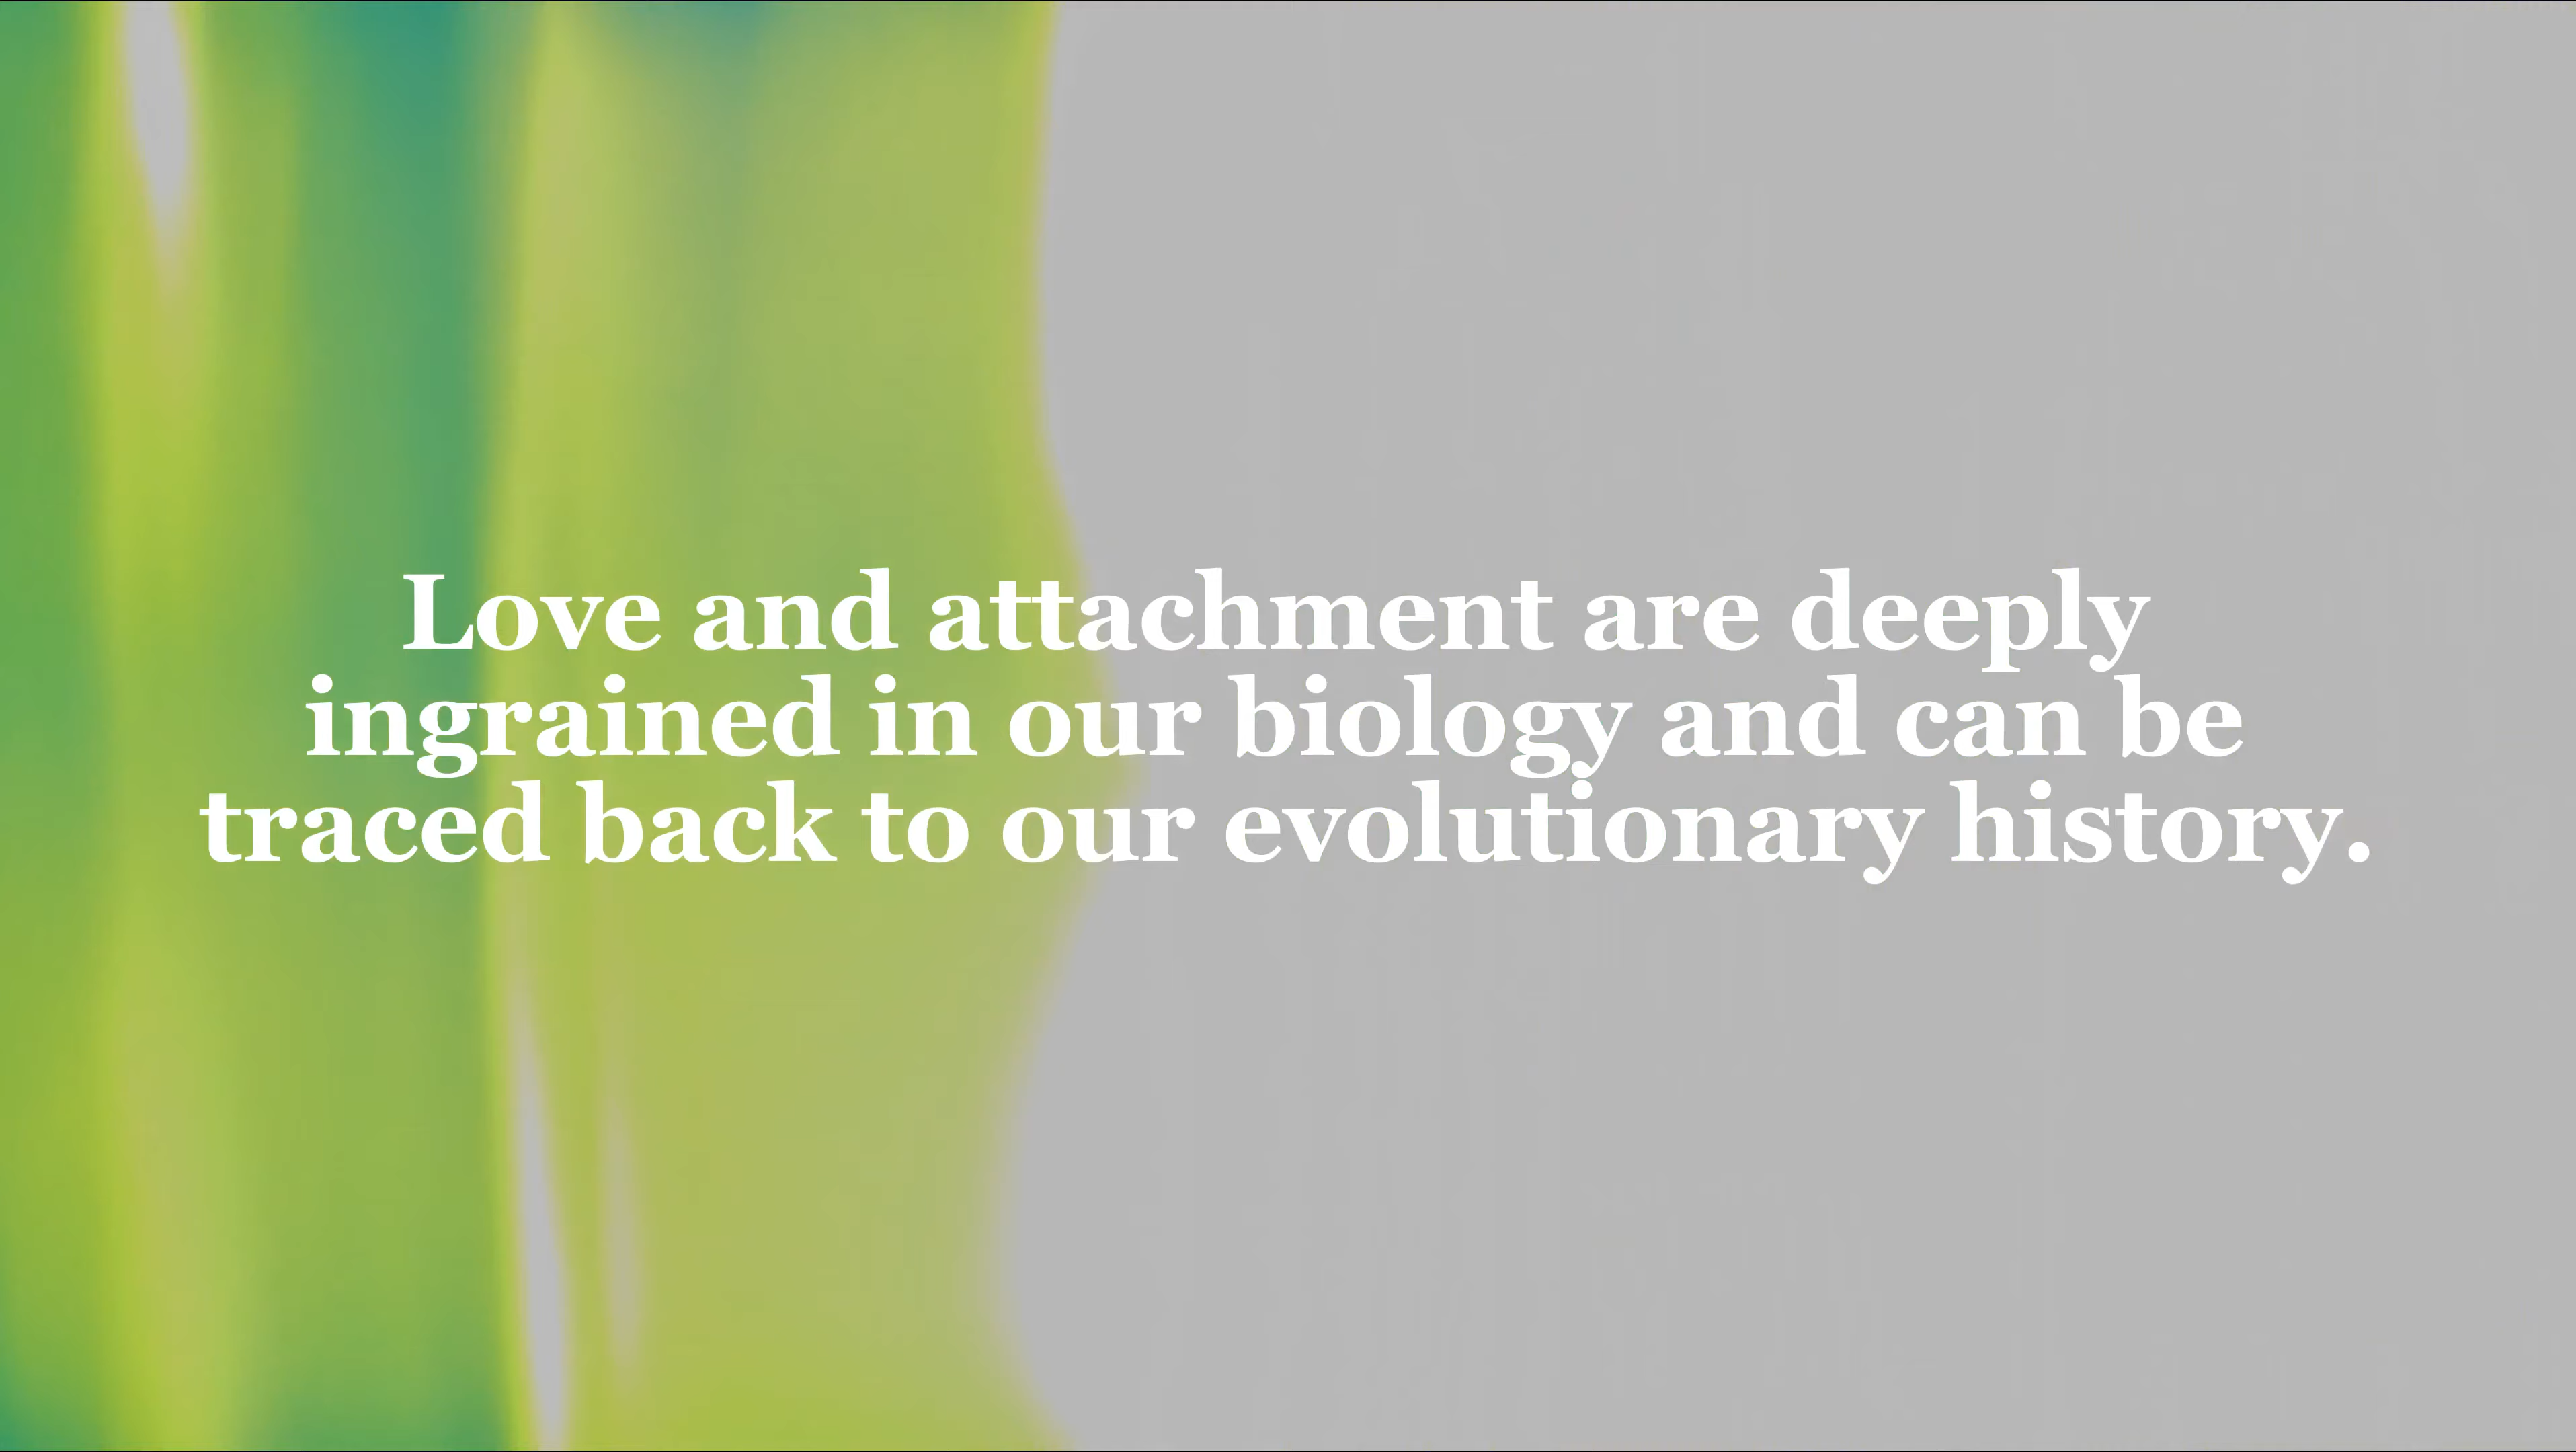 Love and attachment are deeply
ingrained in our biology and can be
traced back to our evolutionary history.